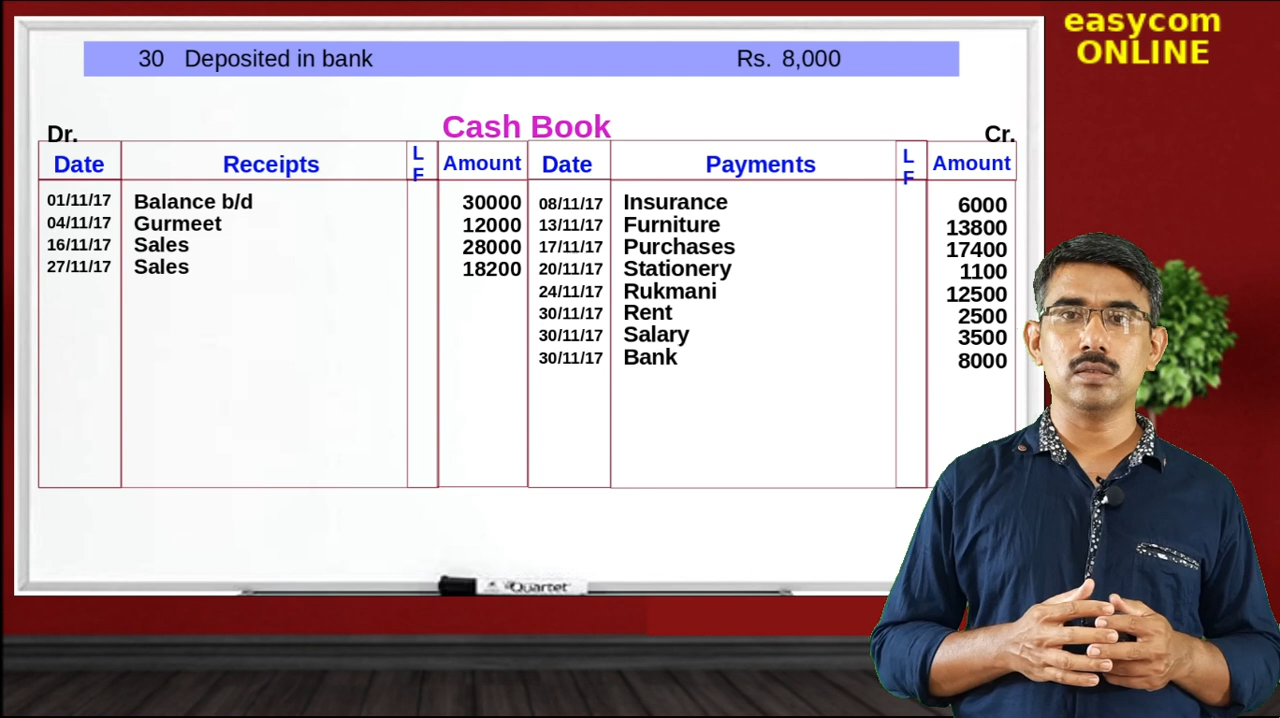 easycom
ONLINE
30 Deposited in bank Rs. 8,000
Cash Book
Dr. Cr.
Date Receipts L F Amount Date Payments L F Amount
01/11/17 Balance b/d 30000 08/11/17 Insurance 6000
04/11/17 Gurmeet 12000 13/11/17 Furniture 13800
16/11/17 Sales 28000 17/11/17 Purchases 17400
27/11/17 Sales 18200 20/11/17 Stationery 1100
24/11/17 Rukmani 12500
30/11/17 Rent 2500
30/11/17 Salary 3500
30/11/17 Bank 8000
Quartet